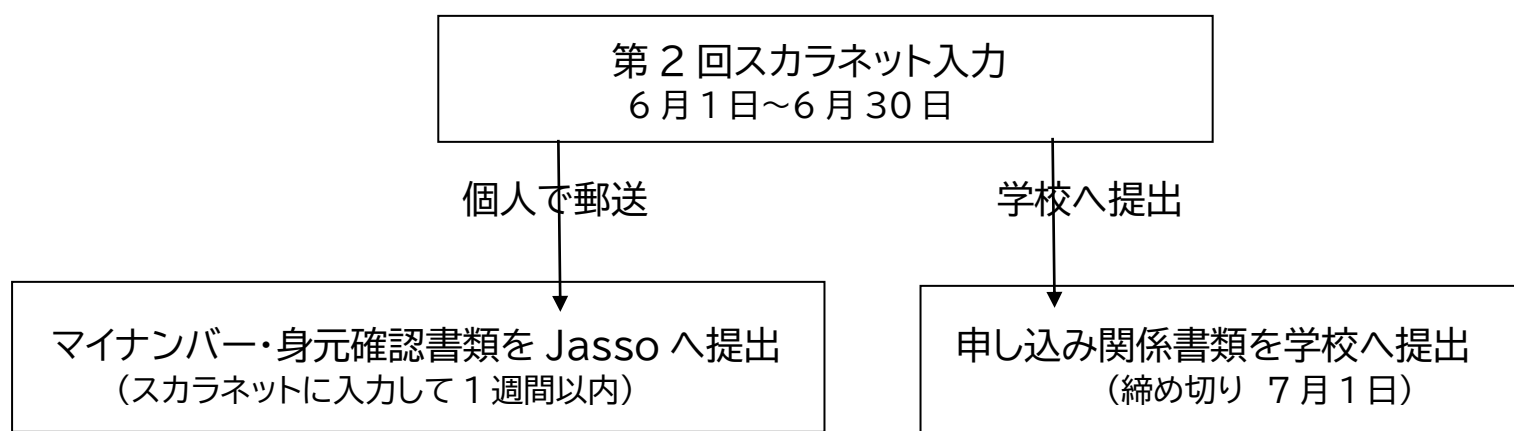 第2回スカラネット入力
6月1日～6月30日
個人で郵送
学校へ提出
マイナンバー・身元確認書類を Jasso へ提出
（スカラネットに入力して1週間以内）
申し込み関係書類を学校へ提出
（締め切り 7月1日）